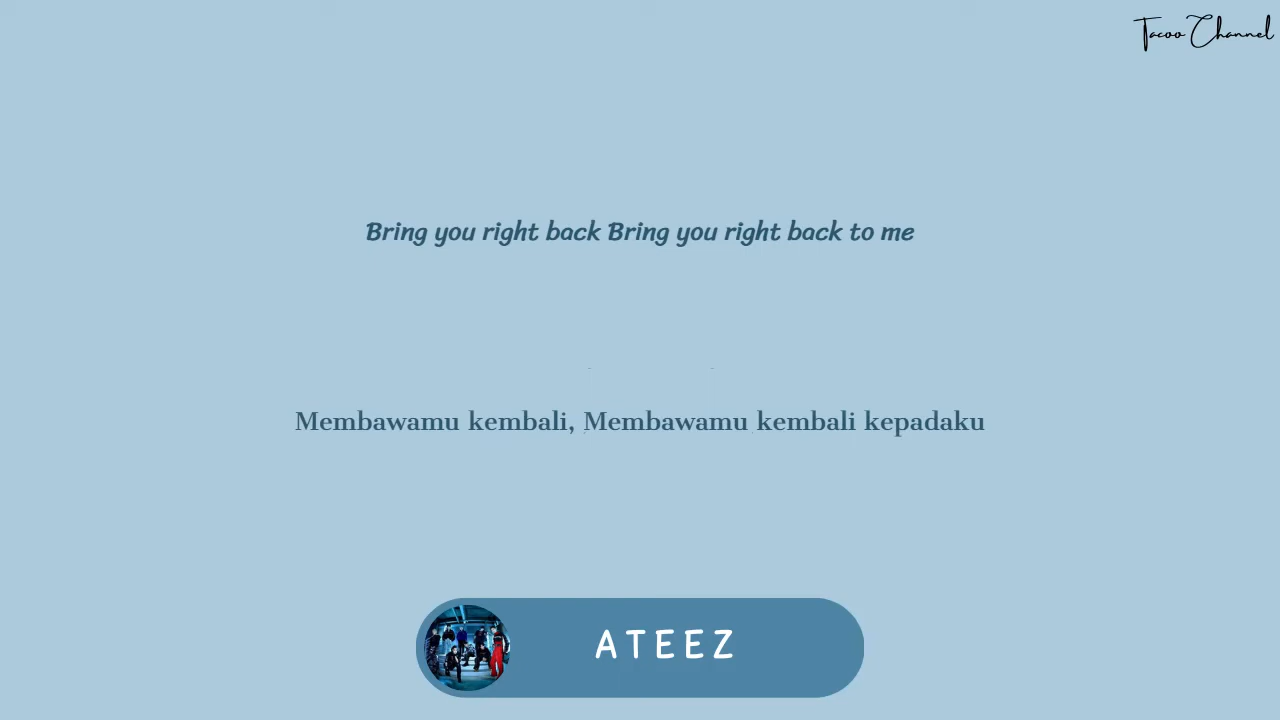 Tacoo Channel
Bring you right back Bring you right back to me
Membawamu kembali, Membawamu kembali kepadaku
ATEEZ